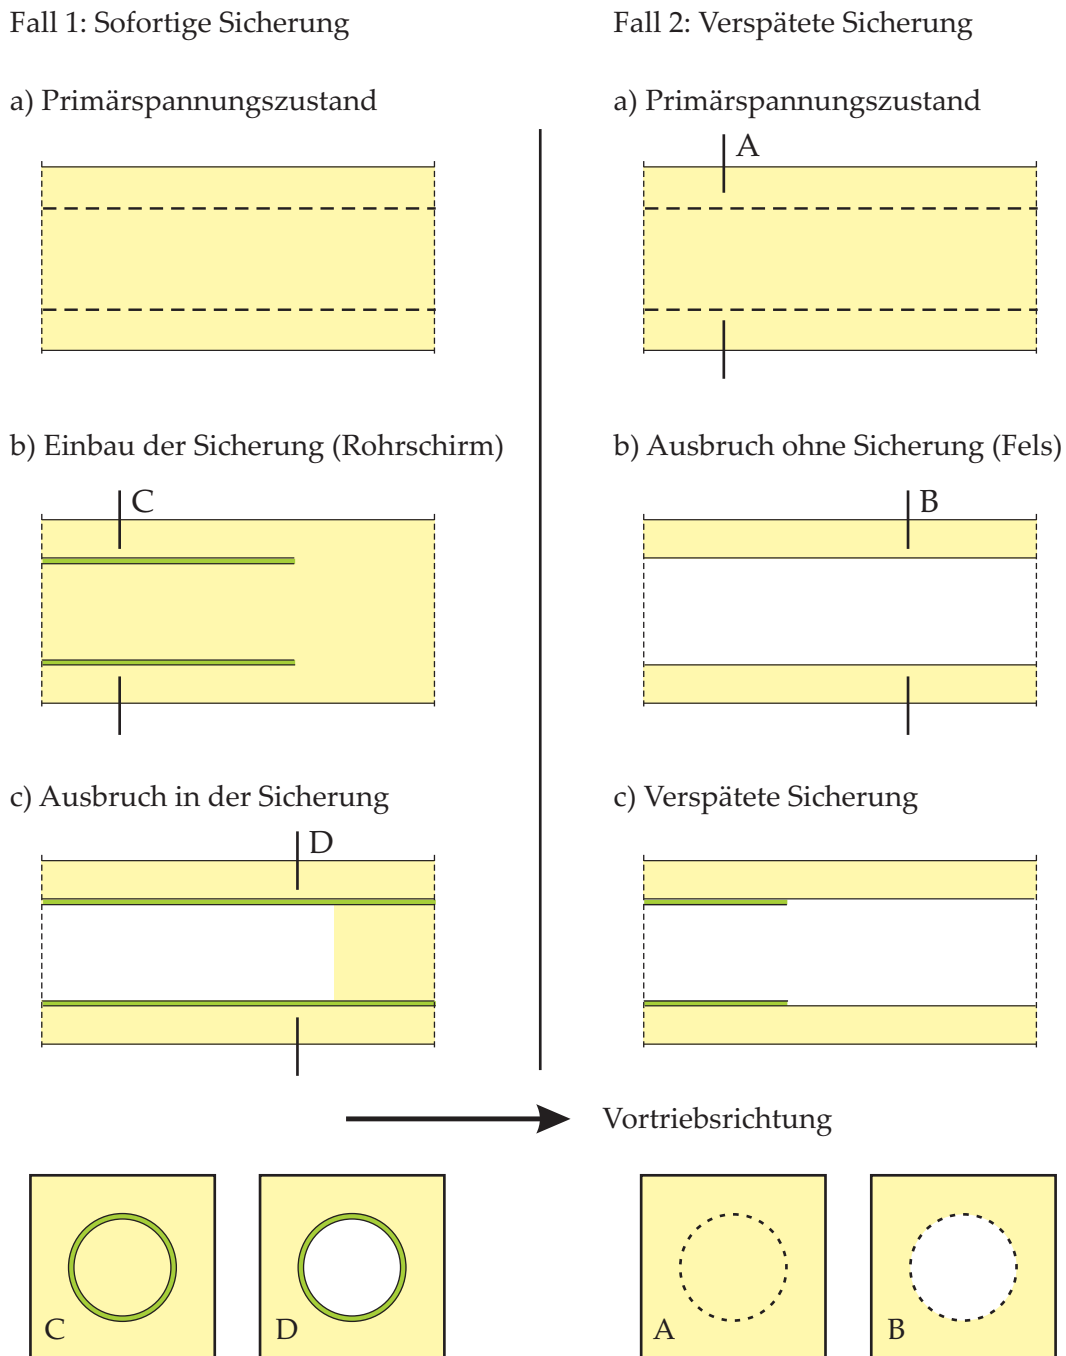 Fall 1: Sofortige Sicherung
a) Primärspannungszustand
b) Einbau der Sicherung (Rohrschirm)
C
c) Ausbruch in der Sicherung
D
Fall 2: Verspätete Sicherung
a) Primärspannungszustand
A
b) Ausbruch ohne Sicherung (Fels)
B
c) Verspätete Sicherung
Vortriebsrichtung
C
D
A
B